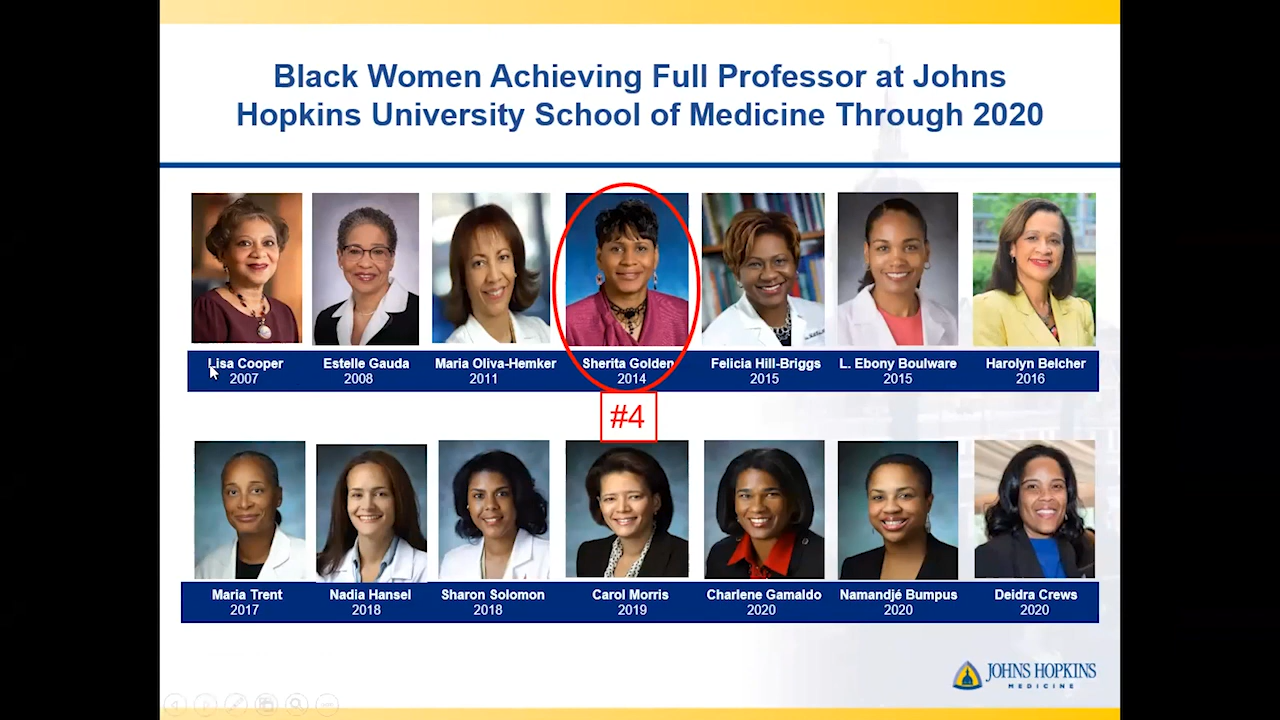 Black Women Achieving Full Professor at Johns
Hopkins University School of Medicine Through 2020
Lisa Cooper
2007
Estelle Gauda
2008
Maria Oliva-Hemker
2011
Sherita Golden
2014
Felicia Hill-Briggs
2015
L. Ebony Boulware
2015
Harolyn Belcher
2016
#4
Maria Trent
2017
Nadia Hansel
2018
Sharon Solomon
2018
Carol Morris
2019
Charlene Gamaldo
2020
Namandjé Bumpus
2020
Deidra Crews
2020
JOHNS HOPKINS
MEDICINE